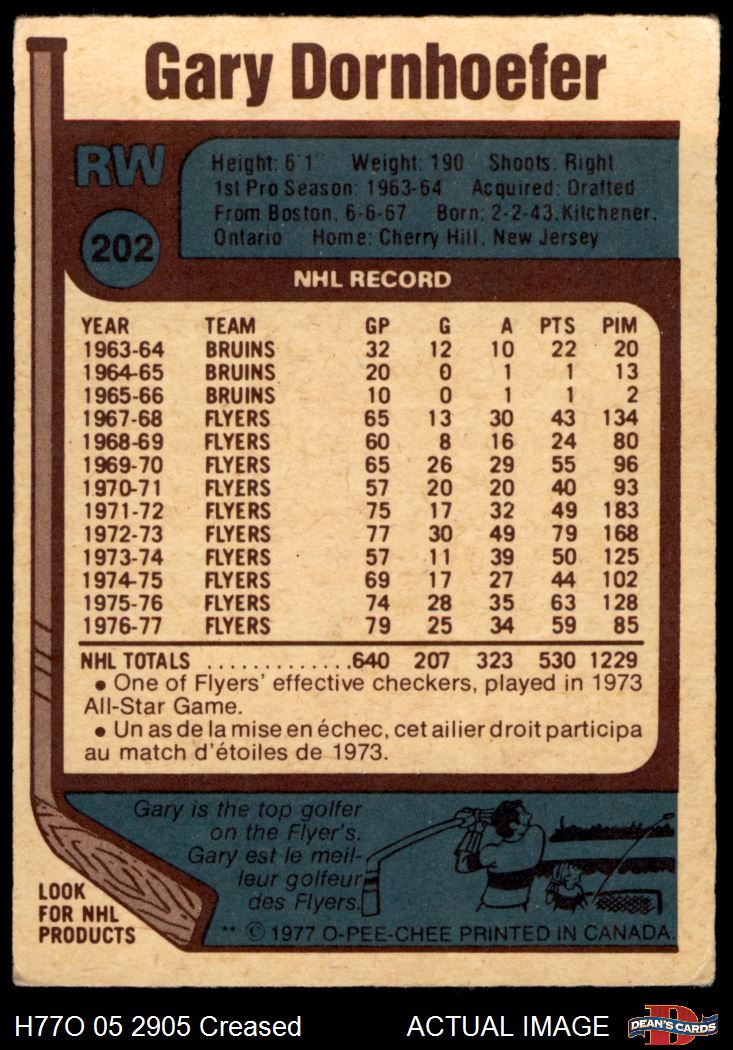 Gary Dornhoefer
RW
Height: 6'1" Weight: 190 Shoots: Right
1st Pro Season: 1963-64 Acquired: Drafted
From Boston, 6-6-67 Born: 2-2-43, Kitchener,
Ontario Home: Cherry Hill, New Jersey
202
NHL RECORD
YEAR TEAM GP G A PTS PIM
1963-64 BRUINS 32 12 10 22 20
1964-65 BRUINS 20 0 1 1 13
1965-66 BRUINS 10 0 1 1 2
1967-68 FLYERS 65 13 30 43 134
1968-69 FLYERS 60 8 16 24 80
1969-70 FLYERS 65 26 29 55 96
1970-71 FLYERS 57 20 20 40 93
1971-72 FLYERS 75 17 32 49 183
1972-73 FLYERS 77 30 49 79 168
1973-74 FLYERS 57 11 39 50 125
1974-75 FLYERS 69 17 27 44 102
1975-76 FLYERS 74 28 35 63 128
1976-77 FLYERS 79 25 34 59 85
NHL TOTALS .............640 207 323 530 1229
• One of Flyers' effective checkers, played in 1973
All-Star Game.
• Un as de la mise en échec, cet ailier droit participa
au match d'étoiles de 1973.
Gary is the top golfer
on the Flyer's.
Gary est le meil-
leur golfeur
des Flyers.
LOOK
FOR NHL
PRODUCTS
** © 1977 O-PEE-CHEE PRINTED IN CANADA.
H77O 05 2905 Creased ACTUAL IMAGE
DEAN'S CARDS